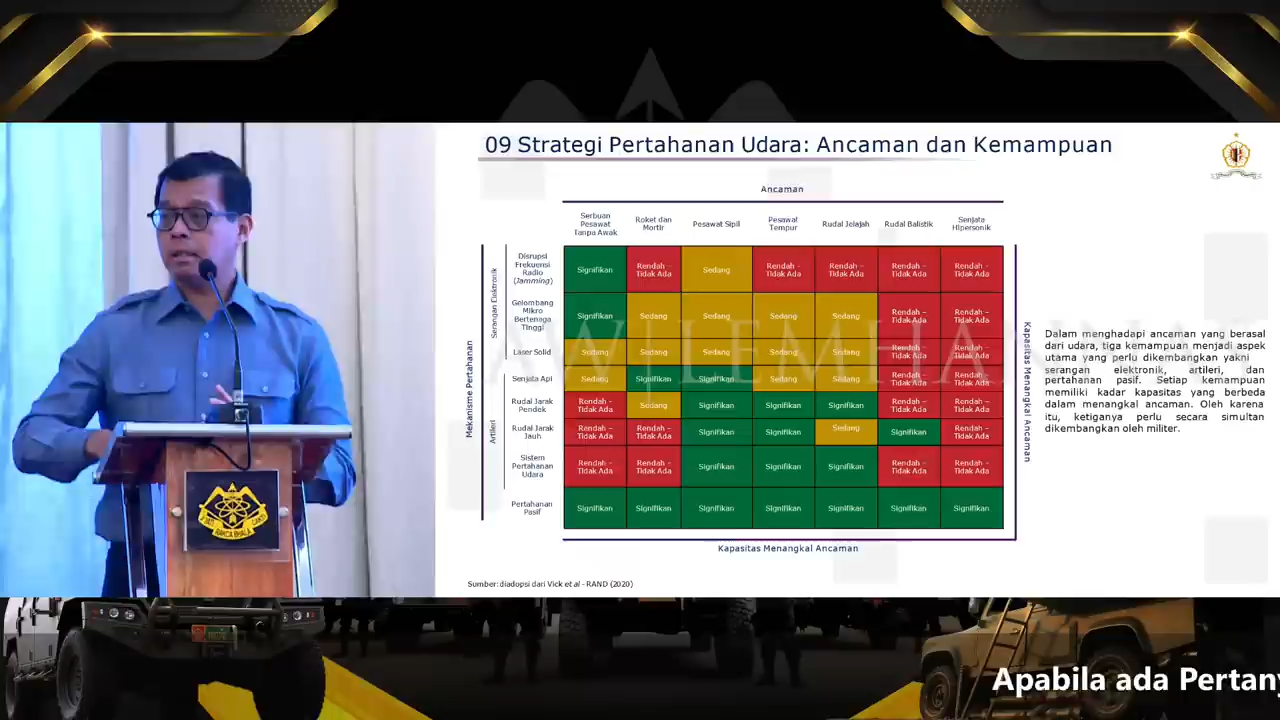 09 Strategi Pertahanan Udara: Ancaman dan Kemampuan
Ancaman
Serbuan
Pesawat
Tanpa Awak
Roket dan
Mortir
Pesawat Sipil
Pesawat
Tempur
Rudal Jelajah
Rudal Balistik
Senjata
Hipersonik
Mekanisme Pertahanan
Serangan Elektronik
Disrupsi
Frekuensi
Radio
(Jamming)
Signifikan
Rendah –
Tidak Ada
Sedang
Rendah –
Tidak Ada
Rendah –
Tidak Ada
Rendah –
Tidak Ada
Rendah –
Tidak Ada
Gelombang
Mikro
Bertenaga
Tinggi
Signifikan
Sedang
Sedang
Sedang
Sedang
Rendah –
Tidak Ada
Rendah –
Tidak Ada
Laser Solid
Sedang
Sedang
Sedang
Sedang
Sedang
Rendah –
Tidak Ada
Rendah –
Tidak Ada
Artileri
Senjata Api
Sedang
Signifikan
Signifikan
Sedang
Sedang
Rendah –
Tidak Ada
Rendah –
Tidak Ada
Rudal Jarak
Pendek
Rendah –
Tidak Ada
Sedang
Signifikan
Signifikan
Signifikan
Rendah –
Tidak Ada
Rendah –
Tidak Ada
Rudal Jarak
Jauh
Rendah –
Tidak Ada
Rendah –
Tidak Ada
Signifikan
Signifikan
Sedang
Signifikan
Rendah –
Tidak Ada
Sistem
Pertahanan
Udara
Rendah –
Tidak Ada
Rendah –
Tidak Ada
Signifikan
Signifikan
Signifikan
Rendah –
Tidak Ada
Rendah –
Tidak Ada
Pertahanan
Pasif
Signifikan
Signifikan
Signifikan
Signifikan
Signifikan
Signifikan
Signifikan
Kapasitas Menangkal Ancaman
Kapasitas Menangkal Ancaman
Dalam menghadapi ancaman yang berasal
dari udara, tiga kemampuan menjadi aspek
utama yang perlu dikembangkan yakni
serangan elektronik, artileri, dan
pertahanan pasif. Setiap kemampuan
memiliki kadar kapasitas yang berbeda
dalam menangkal ancaman. Oleh karena
itu, ketiganya perlu secara simultan
dikembangkan oleh militer.
Sumber: diadopsi dari Vick et al - RAND (2020)
Apabila ada Pertany